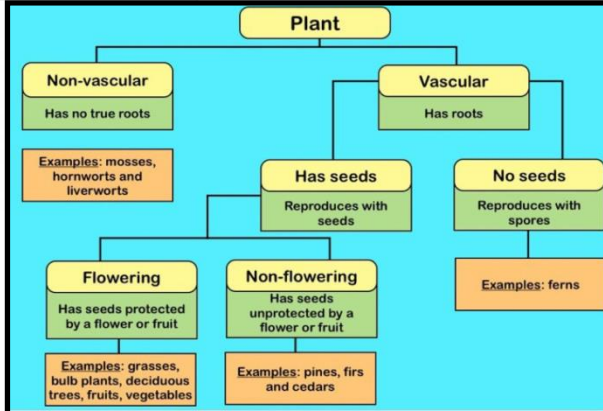 Plant
Non-vascular
Has no true roots
Examples: mosses,
hornworts and
liverworts
Vascular
Has roots
Has seeds
Reproduces with
seeds
No seeds
Reproduces with
spores
Examples: ferns
Flowering
Has seeds protected
by a flower or fruit
Examples: grasses,
bulb plants, deciduous
trees, fruits, vegetables
Non-flowering
Has seeds
unprotected by a
flower or fruit
Examples: pines, firs
and cedars